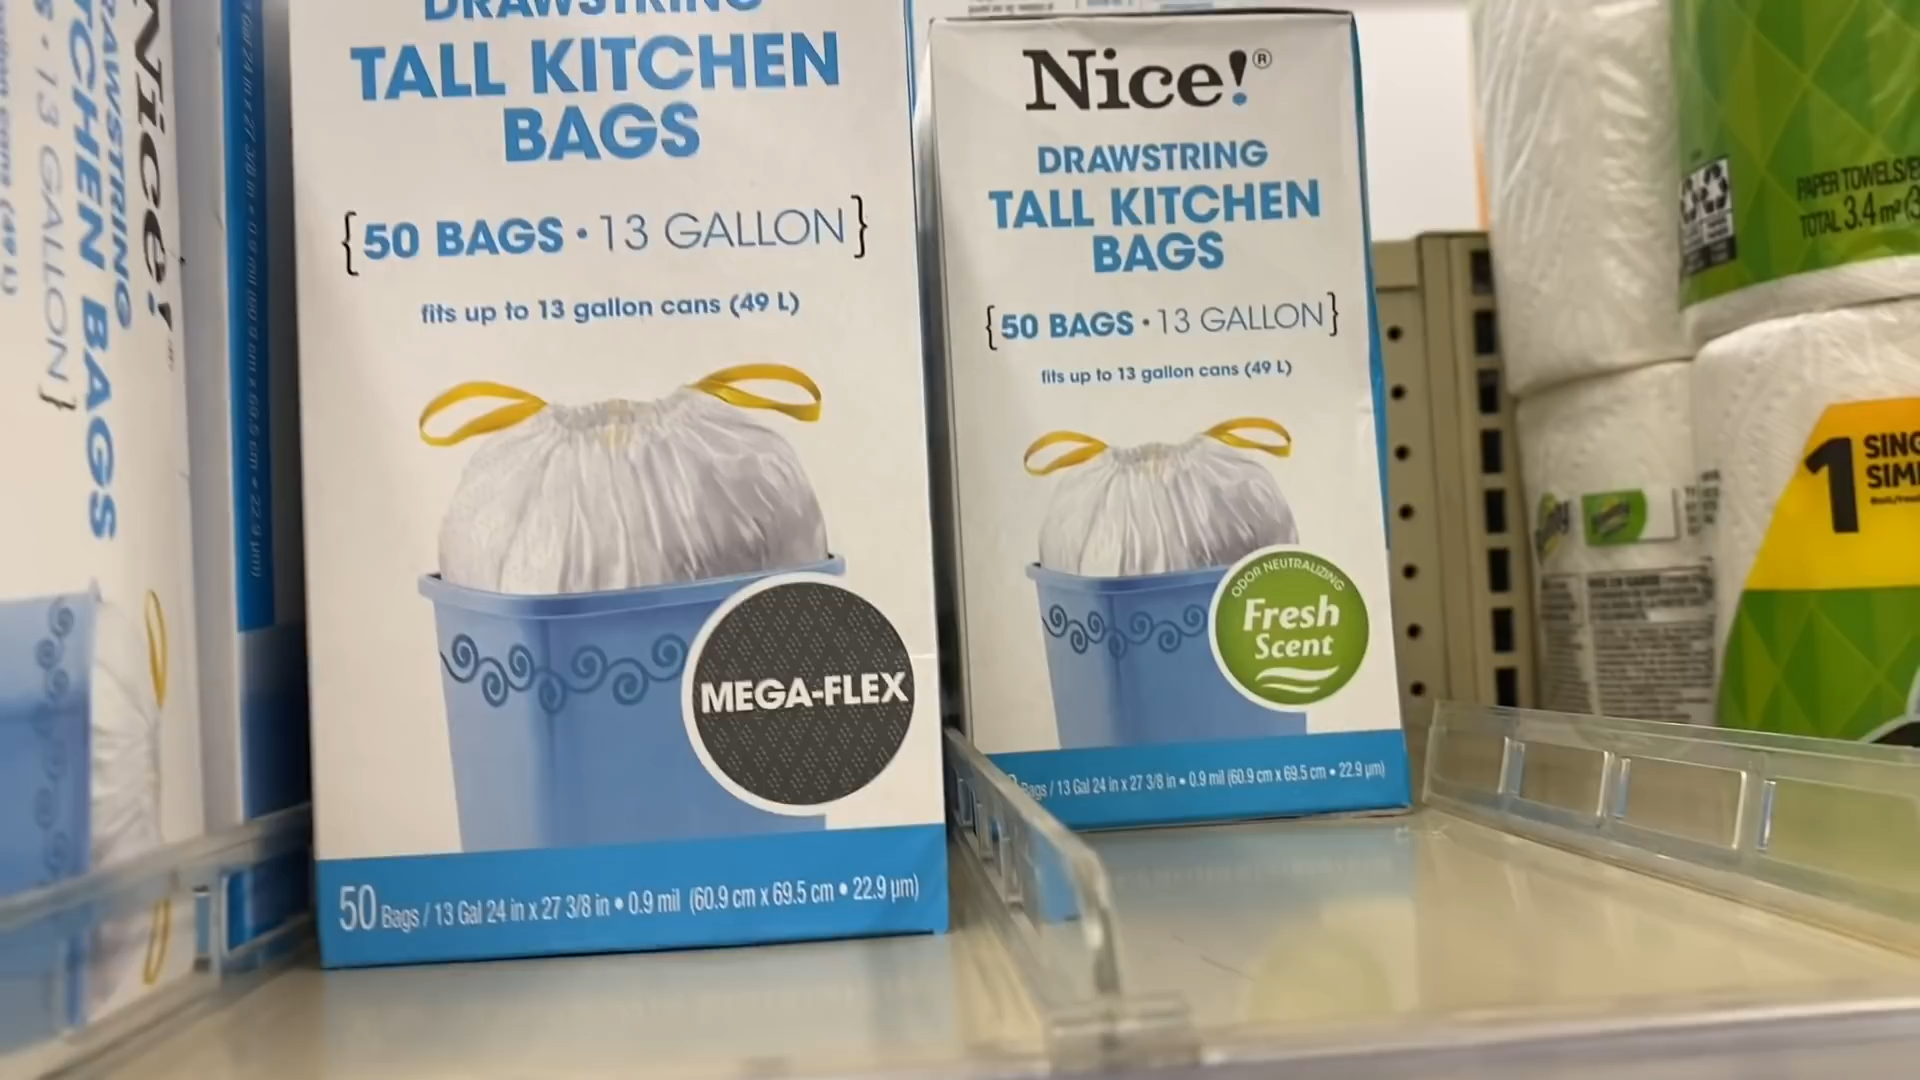 Nice!
DRAWSTRING
KITCHEN BAGS
13 GALLON}
DRAWSTRING
TALL KITCHEN
BAGS
{50 BAGS • 13 GALLON}
fits up to 13 gallon cans (49 L)
MEGA-FLEX
50 Bags / 13 Gal 24 in x 27 3/8 in • 0.9 mil (60.9 cm x 69.5 cm • 22.9 µm)
Nice!®
DRAWSTRING
TALL KITCHEN
BAGS
{50 BAGS • 13 GALLON}
fits up to 13 gallon cans (49 L)
ODOR NEUTRALIZING
Fresh
Scent
Bags / 13 Gal 24 in x 27 3/8 in • 0.9 mil (60.9 cm x 69.5 cm • 22.9 µm)
PAPER TOWELS/E
TOTAL 3.4 m² (3
1 SING
SIMP